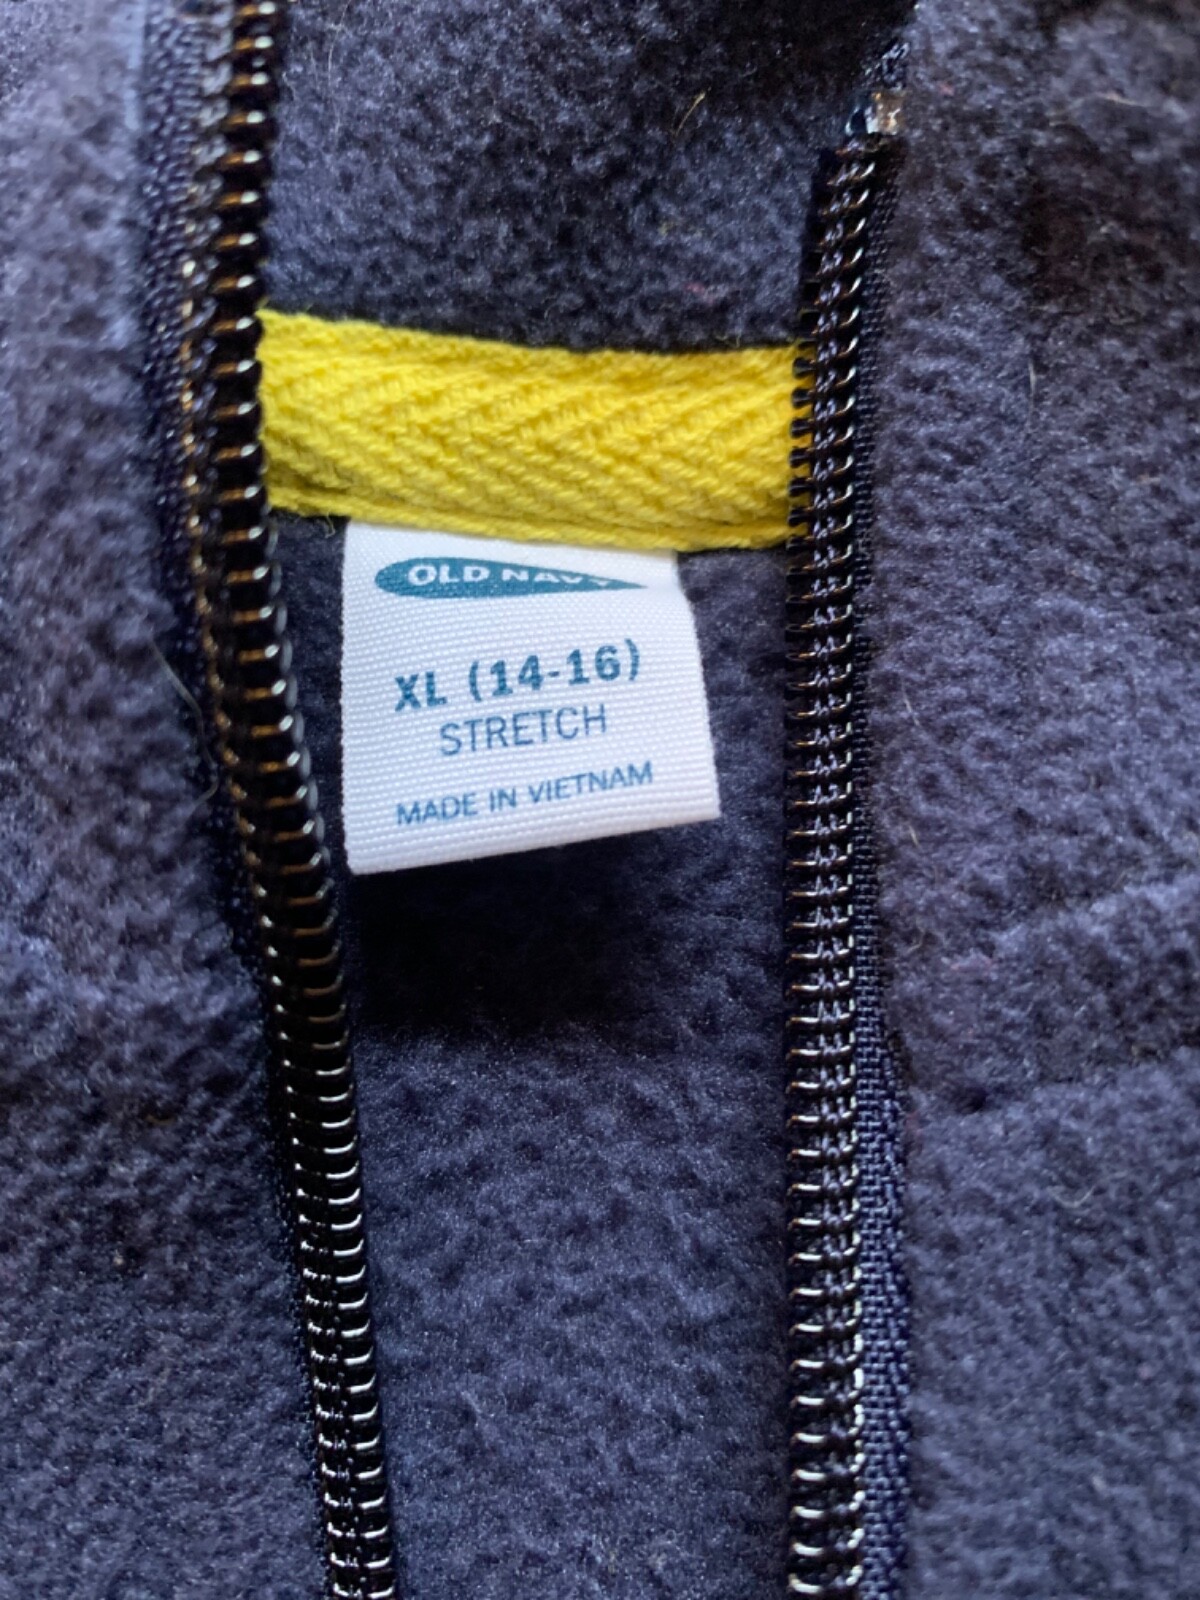 OLD NAVY
XL (14-16)
STRETCH
MADE IN VIETNAM